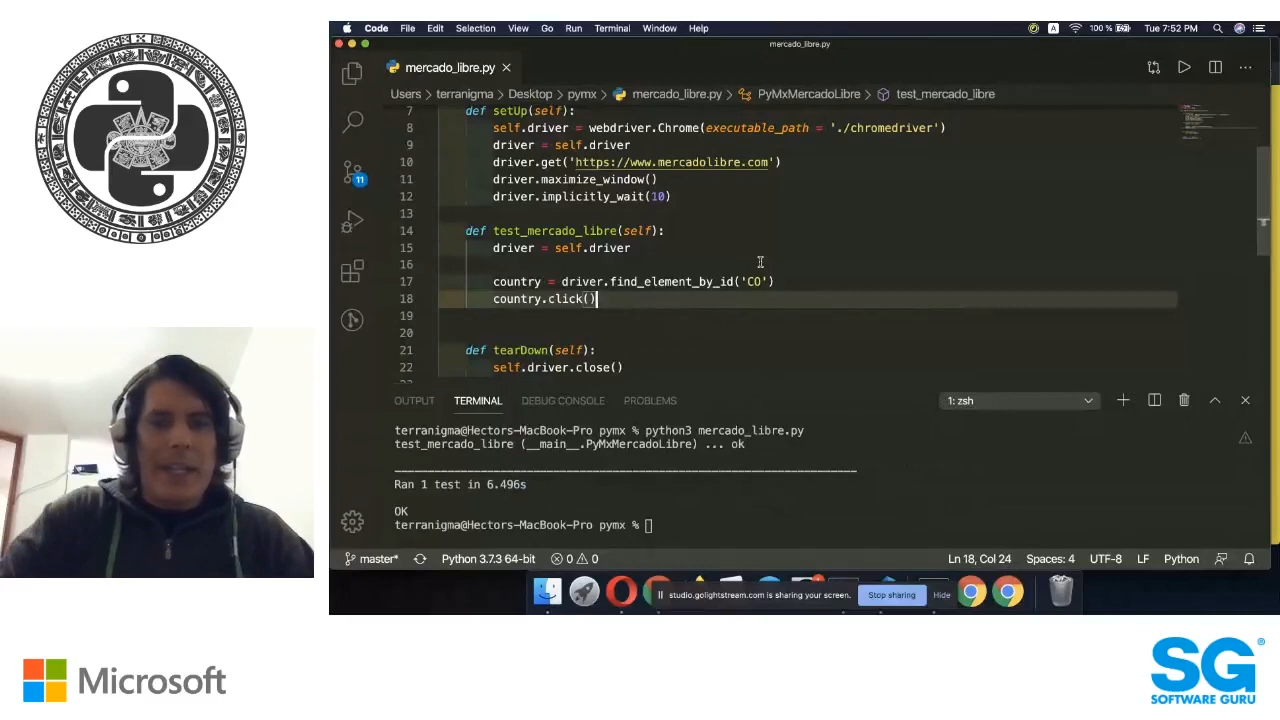 Code File Edit Selection View Go Run Terminal Window Help
A 100 % Tue 7:52 PM
mercado_libre.py
mercado_libre.py
Users > terranigma > Desktop > pymx > mercado_libre.py > PyMxMercadoLibre > test_mercado_libre
7 def setUp(self):
8 self.driver = webdriver.Chrome(executable_path = './chromedriver')
9 driver = self.driver
10 driver.get('https://www.mercadolibre.com')
11 driver.maximize_window()
12 driver.implicitly_wait(10)
13
14 def test_mercado_libre(self):
15 driver = self.driver
16
17 country = driver.find_element_by_id('CO')
18 country.click()
19
20
21 def tearDown(self):
22 self.driver.close()
11
OUTPUT TERMINAL DEBUG CONSOLE PROBLEMS 1: zsh
terranigma@Hectors-MacBook-Pro pymx % python3 mercado_libre.py
test_mercado_libre (__main__.PyMxMercadoLibre) ... ok
Ran 1 test in 6.496s
OK
terranigma@Hectors-MacBook-Pro pymx %
master* Python 3.7.3 64-bit 0 0 Ln 18, Col 24 Spaces: 4 UTF-8 LF Python
studio.golightstream.com is sharing your screen. Stop sharing Hide
Microsoft
SG
SOFTWARE GURU